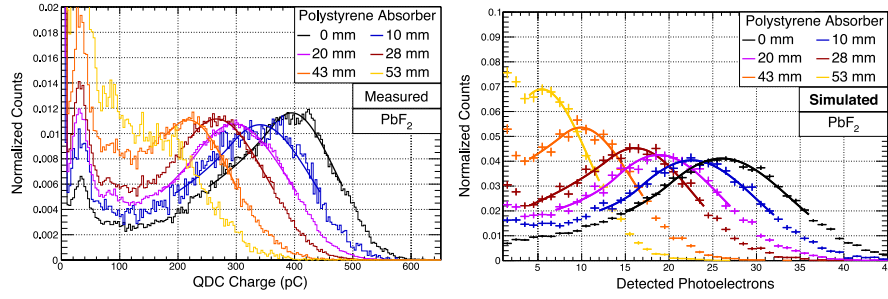 0.02
0.018
0.016
0.014
0.012
0.01
0.008
0.006
0.004
0.002
0
Normalized Counts
Polystyrene Absorber
0 mm 10 mm
20 mm 28 mm
43 mm 53 mm
Measured
PbF2
0 100 200 300 400 500 600
QDC Charge (pC)
0.1
0.09
0.08
0.07
0.06
0.05
0.04
0.03
0.02
0.01
0
Normalized Counts
Polystyrene Absorber
0 mm 10 mm
20 mm 28 mm
43 mm 53 mm
Simulated
PbF2
5 10 15 20 25 30 35 40 45
Detected Photoelectrons